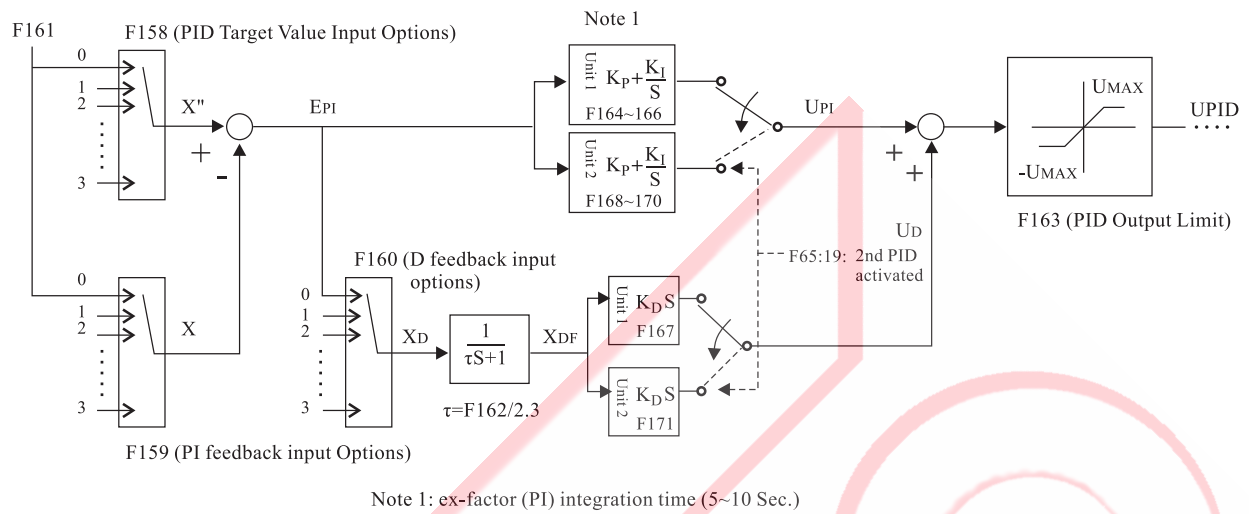 Note 1
F161
F158 (PID Target Value Input Options)
0
1
2
3
X"
+
-
EPI
Unit 1
KP+KI/S
F164~166
Unit 2
KP+KI/S
F168~170
UPI
+
+
UMAX
-UMAX
UPID
F163 (PID Output Limit)
UD
F65:19: 2nd PID
activated
F160 (D feedback input
options)
0
1
2
3
X
0
1
2
3
XD
1/τS+1
τ=F162/2.3
XDF
Unit 1
KDS
F167
Unit 2
KDS
F171
F159 (PI feedback input Options)
Note 1: ex-factor (PI) integration time (5~10 Sec.)